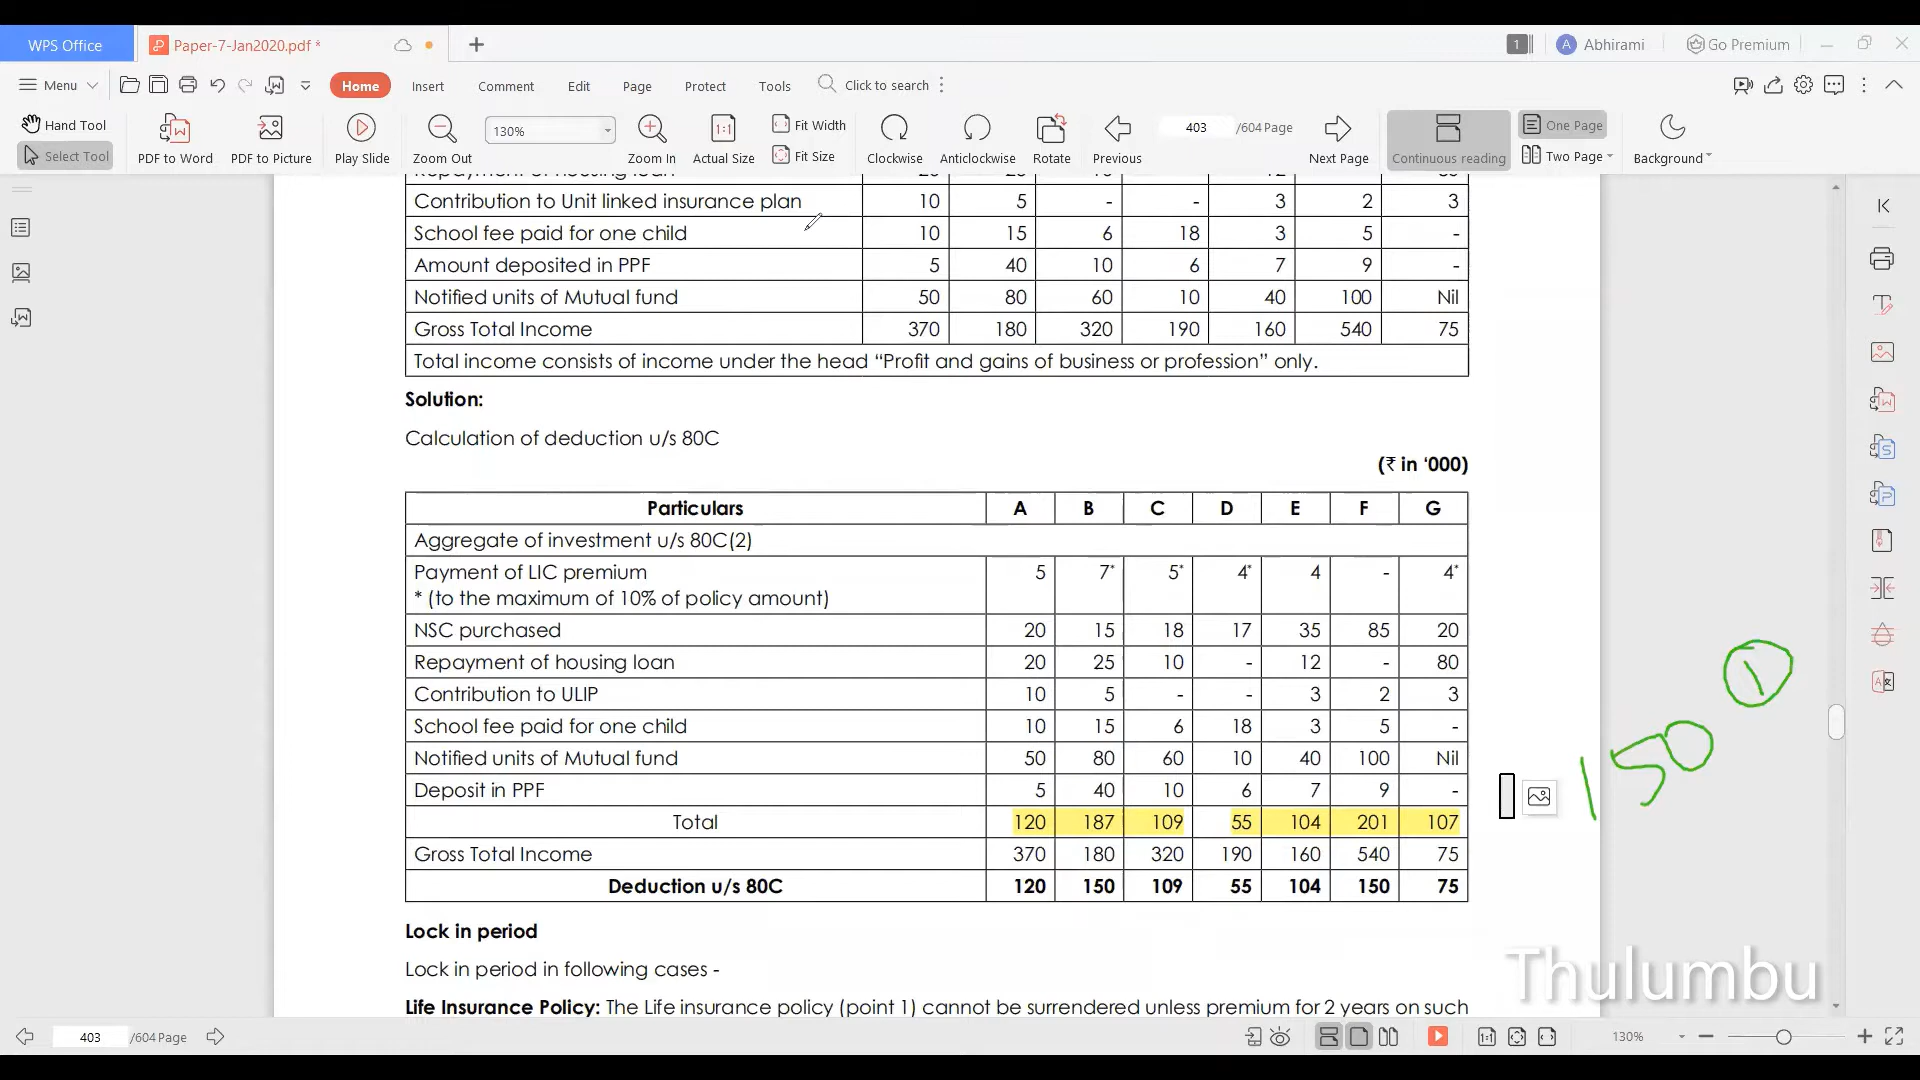 WPS Office
Paper-7-Jan2020.pdf *
1
A Abhirami
Go Premium
Menu
Home Insert Comment Edit Page Protect Tools Click to search
Hand Tool
Select Tool
PDF to Word
PDF to Picture
Play Slide
Zoom Out
130%
Zoom In
1:1
Actual Size
Fit Width
Fit Size
Clockwise
Anticlockwise
Rotate
Previous
403 /604 Page
Next Page
Continuous reading
One Page
Two Page
Background
Contribution to Unit linked insurance plan 10 5 - - 3 2 3
School fee paid for one child 10 15 6 18 3 5 -
Amount deposited in PPF 5 40 10 6 7 9 -
Notified units of Mutual fund 50 80 60 10 40 100 Nil
Gross Total Income 370 180 320 190 160 540 75
Total income consists of income under the head “Profit and gains of business or profession” only.
Solution:
Calculation of deduction u/s 80C
(₹ in ‘000)
Particulars A B C D E F G
Aggregate of investment u/s 80C(2)
Payment of LIC premium 5 7* 5* 4* 4 - 4*
* (to the maximum of 10% of policy amount)
NSC purchased 20 15 18 17 35 85 20
Repayment of housing loan 20 25 10 - 12 - 80
Contribution to ULIP 10 5 - - 3 2 3
School fee paid for one child 10 15 6 18 3 5 -
Notified units of Mutual fund 50 80 60 10 40 100 Nil
Deposit in PPF 5 40 10 6 7 9 -
Total 120 187 109 55 104 201 107
Gross Total Income 370 180 320 190 160 540 75
Deduction u/s 80C 120 150 109 55 104 150 75
1
150
Lock in period
Lock in period in following cases -
Life Insurance Policy: The Life insurance policy (point 1) cannot be surrendered unless premium for 2 years on such
Thulumbu
403 /604 Page
130%